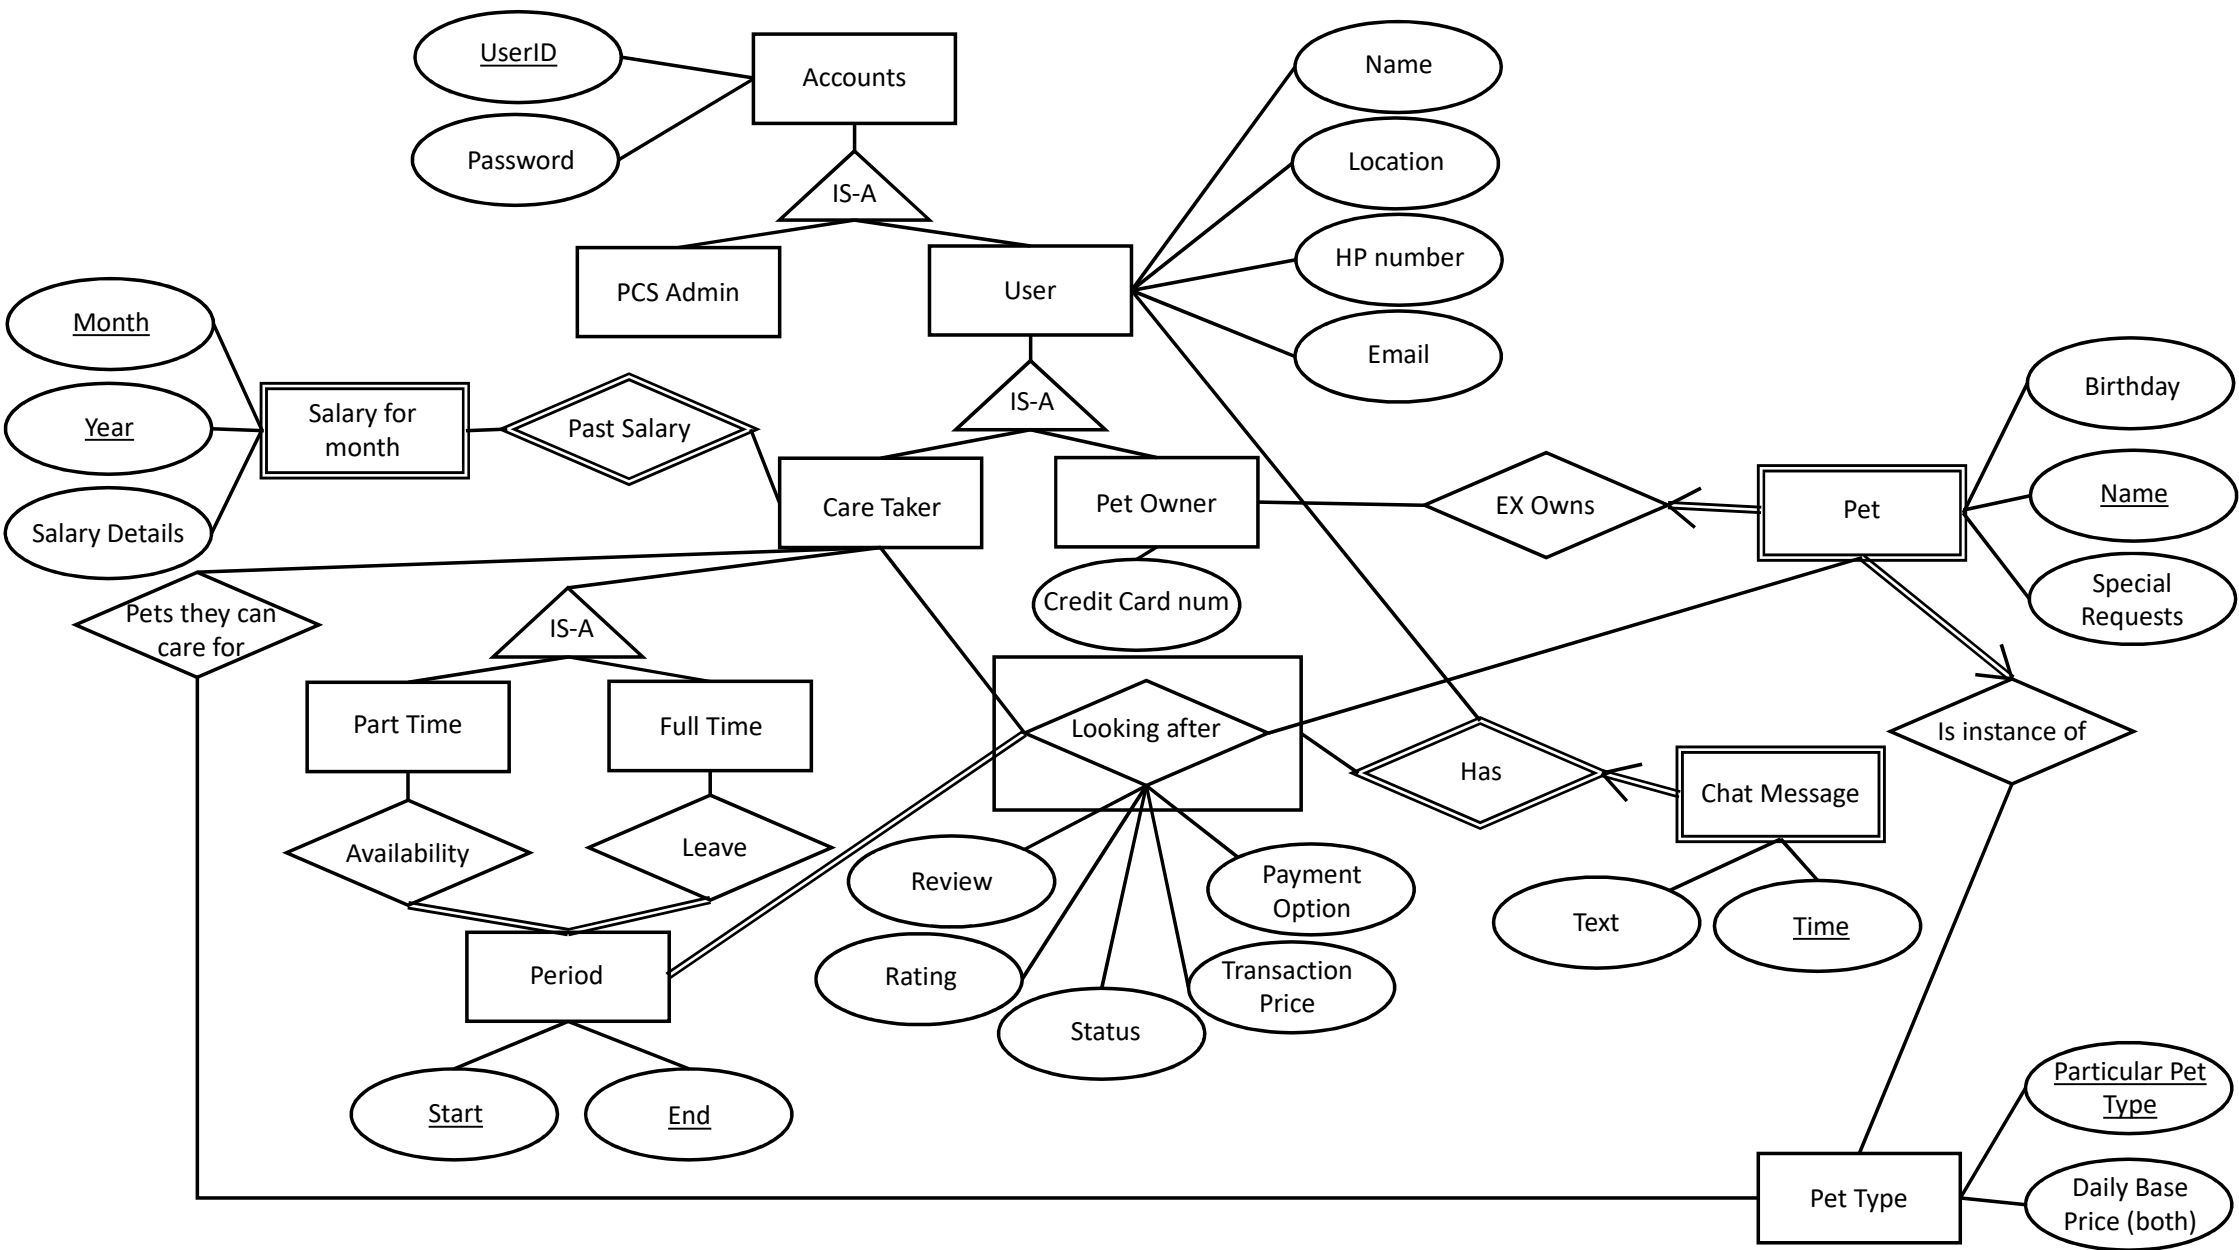 UserID
Accounts
Name
Password
Location
IS-A
HP number
PCS Admin
User
Month
Email
Birthday
IS-A
Salary for
month
Year
Past Salary
Name
Care Taker
Pet Owner
EX Owns
Pet
Salary Details
Special
Requests
Credit Card num
Pets they can
care for
IS-A
Part Time
Full Time
Looking after
Is instance of
Has
Chat Message
Availability
Leave
Review
Payment
Option
Text
Time
Period
Rating
Transaction
Price
Status
Particular Pet
Type
Start
End
Pet Type
Daily Base
Price (both)